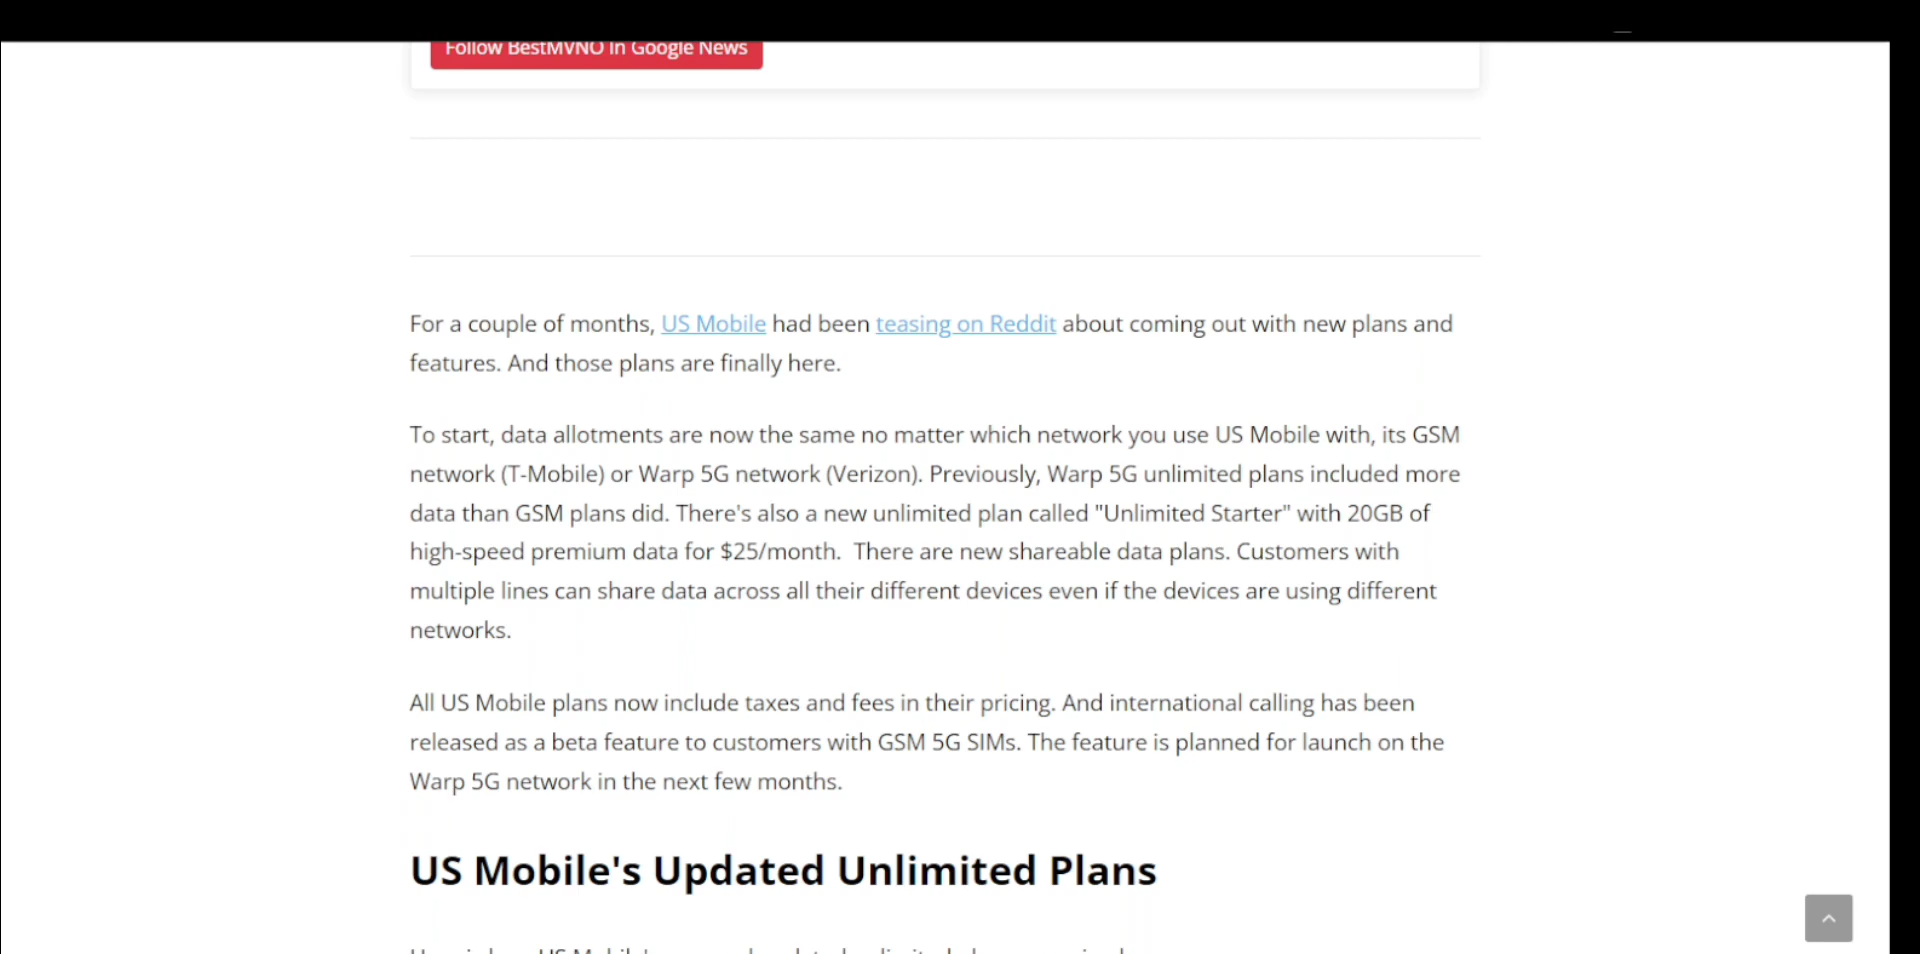 Follow BestMVNO In Google News
For a couple of months, US Mobile had been teasing on Reddit about coming out with new plans and
features. And those plans are finally here.
To start, data allotments are now the same no matter which network you use US Mobile with, its GSM
network (T-Mobile) or Warp 5G network (Verizon). Previously, Warp 5G unlimited plans included more
data than GSM plans did. There's also a new unlimited plan called "Unlimited Starter" with 20GB of
high-speed premium data for $25/month.  There are new shareable data plans. Customers with
multiple lines can share data across all their different devices even if the devices are using different
networks.
All US Mobile plans now include taxes and fees in their pricing. And international calling has been
released as a beta feature to customers with GSM 5G SIMs. The feature is planned for launch on the
Warp 5G network in the next few months.
US Mobile's Updated Unlimited Plans